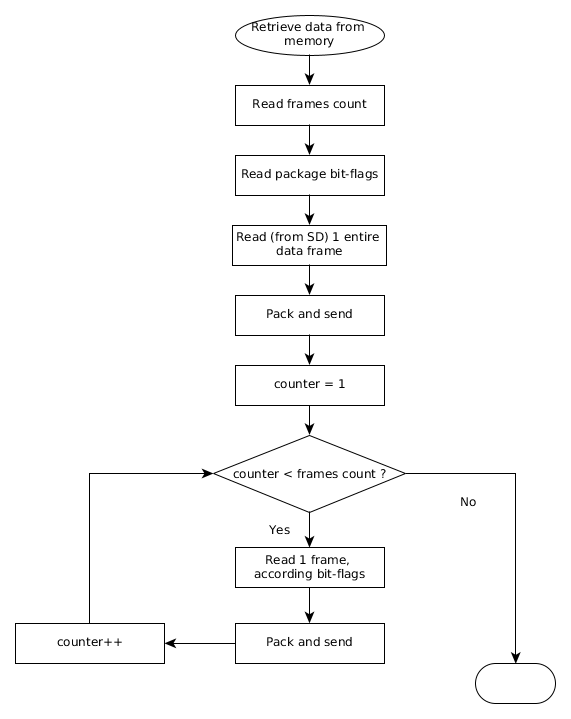 Retrieve data from
memory
Read frames count
Read package bit-flags
Read (from SD) 1 entire
data frame
Pack and send
counter = 1
counter < frames count ?
No
Yes
Read 1 frame,
according bit-flags
counter++
Pack and send